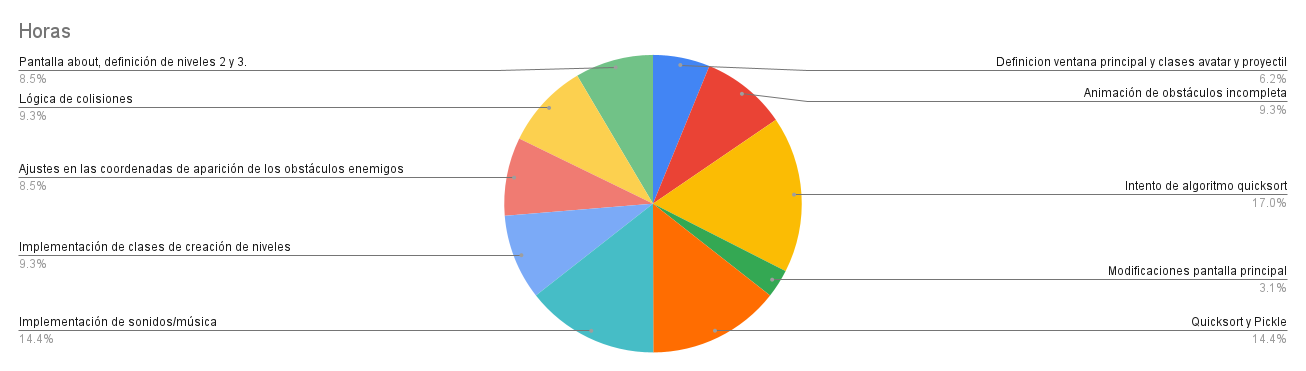 Horas
Pantalla about, definición de niveles 2 y 3.
8.5%
Lógica de colisiones
9.3%
Ajustes en las coordenadas de aparición de los obstáculos enemigos
8.5%
Implementación de clases de creación de niveles
9.3%
Implementación de sonidos/música
14.4%
Definicion ventana principal y clases avatar y proyectil
6.2%
Animación de obstáculos incompleta
9.3%
Intento de algoritmo quicksort
17.0%
Modificaciones pantalla principal
3.1%
Quicksort y Pickle
14.4%